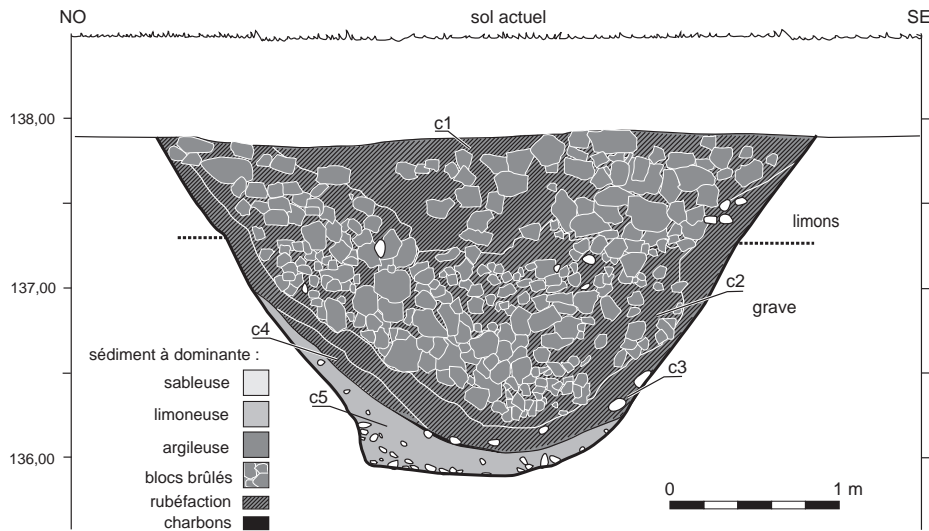 NO
sol actuel
SE
138,00
c1
limons
137,00
c2
grave
c4
sédiment à dominante :
c3
sableuse
c5
limoneuse
argileuse
136,00
blocs brûlés
0
1 m
rubéfaction
charbons